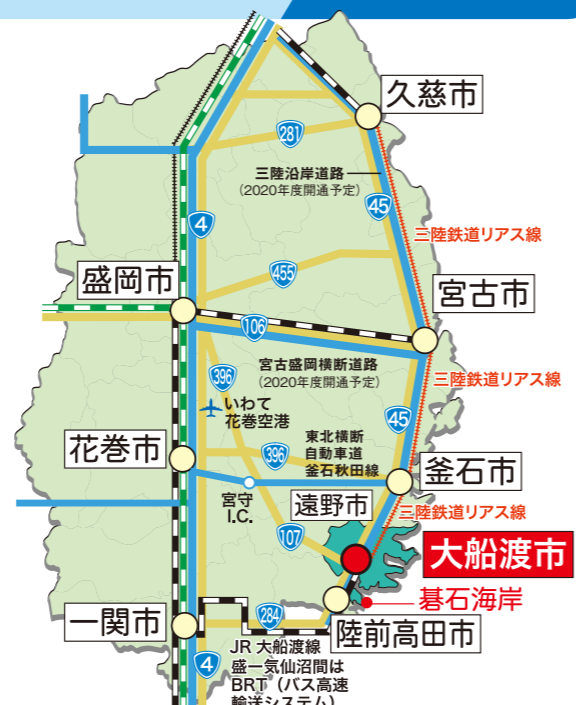 久慈市
281
三陸沿岸道路
(2020年度開通予定)
4
45
三陸鉄道リアス線
455
盛岡市
宮古市
106
宮古盛岡横断道路
(2020年度開通予定)
三陸鉄道リアス線
396
いわて
花巻空港
45
東北横断
自動車道
釜石秋田線
花巻市
396
釜石市
宮守
I.C.
遠野市
三陸鉄道リアス線
107
大船渡市
碁石海岸
一関市
284
陸前高田市
4
JR 大船渡線
盛ー気仙沼間は
BRT（バス高速
輸送システム）